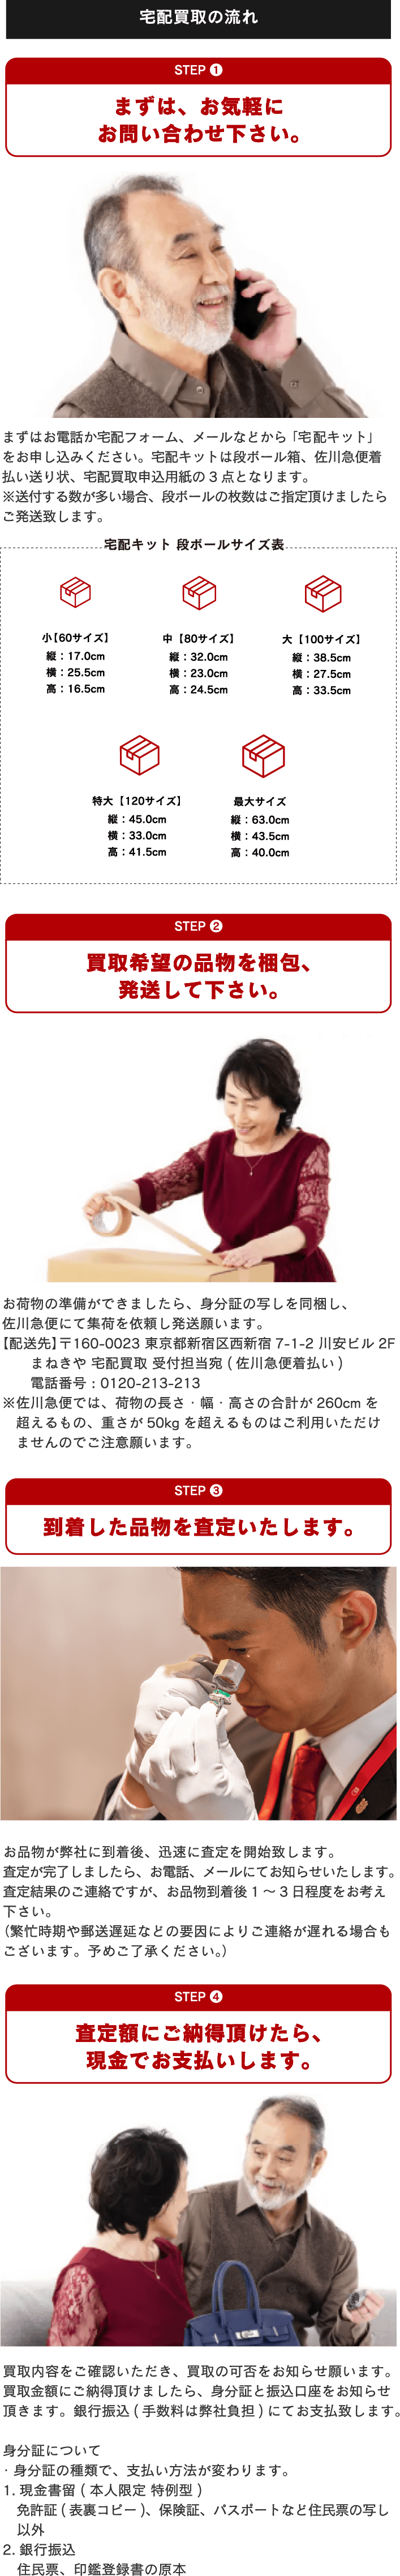 宅配買取の流れ
STEP ❶
まずは、お気軽に
お問い合わせ下さい。
まずはお電話か宅配フォーム、メールなどから「宅配キット」
をお申し込みください。宅配キットは段ボール箱、佐川急便着
払い送り状、宅配買取申込用紙の3点となります。
※送付する数が多い場合、段ボールの枚数はご指定頂けましたら
ご発送致します。
宅配キット 段ボールサイズ表
小【60サイズ】
縦：17.0cm
横：25.5cm
高：16.5cm
中【80サイズ】
縦：32.0cm
横：23.0cm
高：24.5cm
大【100サイズ】
縦：38.5cm
横：27.5cm
高：33.5cm
特大【120サイズ】
縦：45.0cm
横：33.0cm
高：41.5cm
最大サイズ
縦：63.0cm
横：43.5cm
高：40.0cm
STEP ❷
買取希望の品物を梱包、
発送して下さい。
お荷物の準備ができましたら、身分証の写しを同梱し、
佐川急便にて集荷を依頼し発送願います。
【配送先】〒160-0023 東京都新宿区西新宿7-1-2 川安ビル2F
まねきや 宅配買取 受付担当宛(佐川急便着払い)
電話番号：0120-213-213
※佐川急便では、荷物の長さ・幅・高さの合計が260cmを
超えるもの、重さが50kgを超えるものはご利用いただけ
ませんのでご注意願います。
STEP ❸
到着した品物を査定いたします。
お品物が弊社に到着後、迅速に査定を開始致します。
査定が完了しましたら、お電話、メールにてお知らせいたします。
査定結果のご連絡ですが、お品物到着後1～3日程度をお考え
下さい。
（繁忙時期や郵送遅延などの要因によりご連絡が遅れる場合も
ございます。予めご了承ください。）
STEP ❹
査定額にご納得頂けたら、
現金でお支払いします。
買取内容をご確認いただき、買取の可否をお知らせ願います。
買取金額にご納得頂けましたら、身分証と振込口座をお知らせ
頂きます。銀行振込(手数料は弊社負担)にてお支払致します。
身分証について
・身分証の種類で、支払い方法が変わります。
1. 現金書留(本人限定 特例型)
免許証(表裏コピー)、保険証、パスポートなど住民票の写し
以外
2. 銀行振込
住民票、印鑑登録書の原本